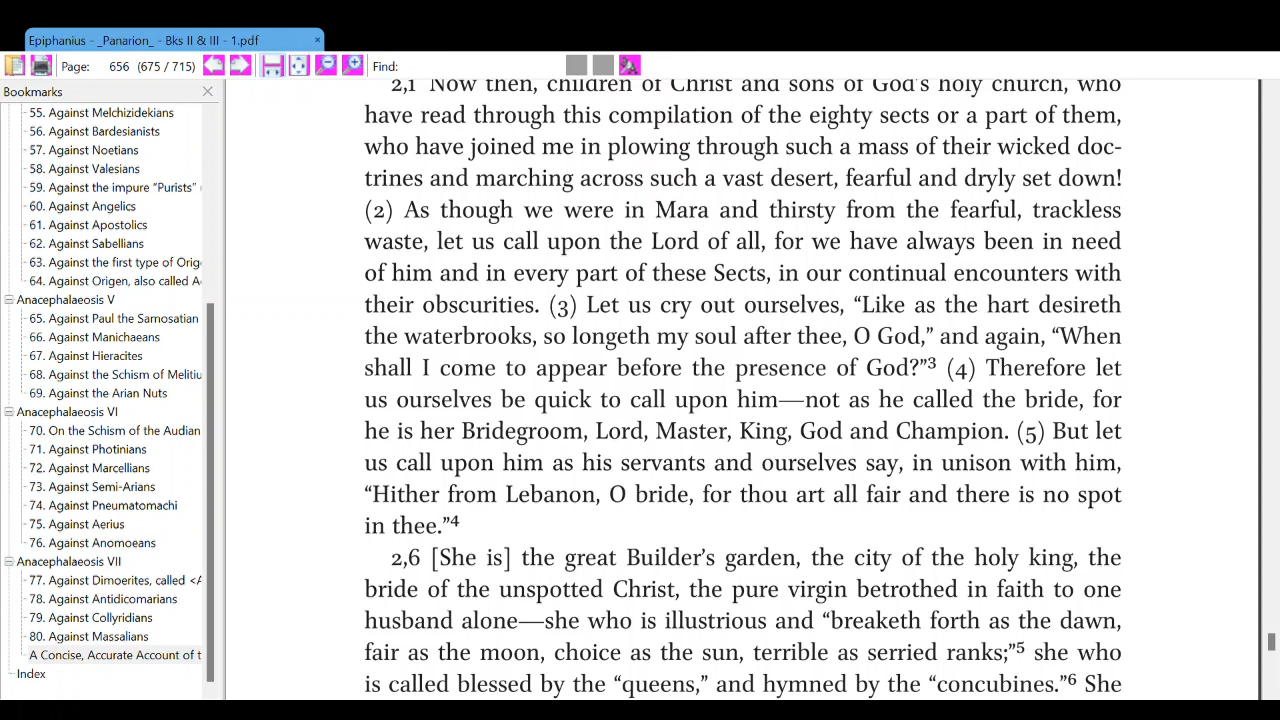 Epiphanius - _Panarion_ - Bks II & III - 1.pdf
Page: 656 (675 / 715) Find:
Bookmarks
55. Against Melchizidekians
56. Against Bardesianists
57. Against Noetians
58. Against Valesians
59. Against the impure "Purists"
60. Against Angelics
61. Against Apostolics
62. Against Sabellians
63. Against the first type of Orig
64. Against Origen, also called A
Anacephalaeosis V
65. Against Paul the Samosatian
66. Against Manichaeans
67. Against Hieracites
68. Against the Schism of Melitiu
69. Against the Arian Nuts
Anacephalaeosis VI
70. On the Schism of the Audian
71. Against Photinians
72. Against Marcellians
73. Against Semi-Arians
74. Against Pneumatomachi
75. Against Aerius
76. Against Anomoeans
Anacephalaeosis VII
77. Against Dimoerites, called <A
78. Against Antidicomarians
79. Against Collyridians
80. Against Massalians
A Concise, Accurate Account of t
Index
2,1 Now then, children of Christ and sons of God's holy church, who
have read through this compilation of the eighty sects or a part of them,
who have joined me in plowing through such a mass of their wicked doc-
trines and marching across such a vast desert, fearful and dryly set down!
(2) As though we were in Mara and thirsty from the fearful, trackless
waste, let us call upon the Lord of all, for we have always been in need
of him and in every part of these Sects, in our continual encounters with
their obscurities. (3) Let us cry out ourselves, “Like as the hart desireth
the waterbrooks, so longeth my soul after thee, O God,” and again, “When
shall I come to appear before the presence of God?”³ (4) Therefore let
us ourselves be quick to call upon him—not as he called the bride, for
he is her Bridegroom, Lord, Master, King, God and Champion. (5) But let
us call upon him as his servants and ourselves say, in unison with him,
“Hither from Lebanon, O bride, for thou art all fair and there is no spot
in thee.”⁴
2,6 [She is] the great Builder's garden, the city of the holy king, the
bride of the unspotted Christ, the pure virgin betrothed in faith to one
husband alone—she who is illustrious and “breaketh forth as the dawn,
fair as the moon, choice as the sun, terrible as serried ranks;”⁵ she who
is called blessed by the “queens,” and hymned by the “concubines.”⁶ She